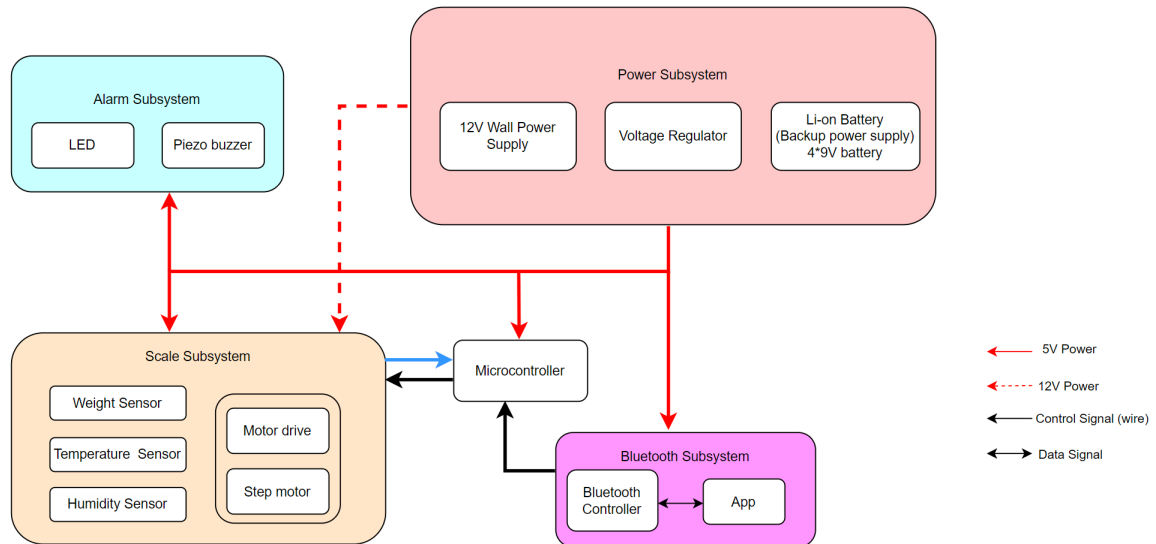 Power Subsystem
12V Wall Power
Supply
Voltage Regulator
Li-on Battery
(Backup power supply)
4*9V battery
Alarm Subsystem
LED
Piezo buzzer
Scale Subsystem
Weight Sensor
Temperature Sensor
Humidity Sensor
Motor drive
Step motor
Microcontroller
Bluetooth Subsystem
Bluetooth
Controller
App
5V Power
12V Power
Control Signal (wire)
Data Signal